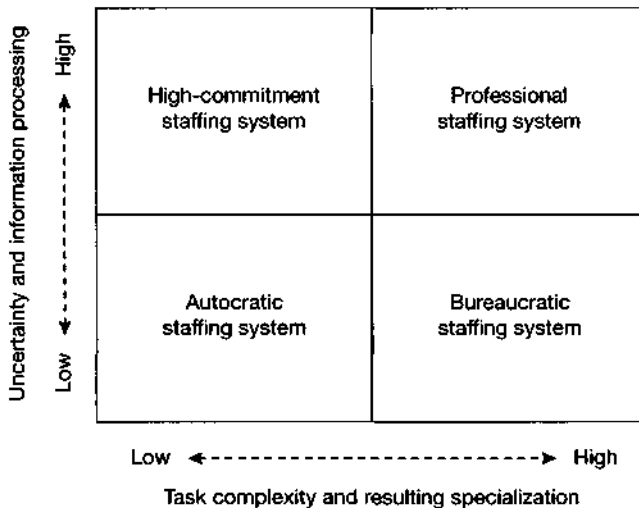 Uncertainty and information processing
High
Low
High-commitment
staffing system
Professional
staffing system
Autocratic
staffing system
Bureaucratic
staffing system
Low
High
Task complexity and resulting specialization